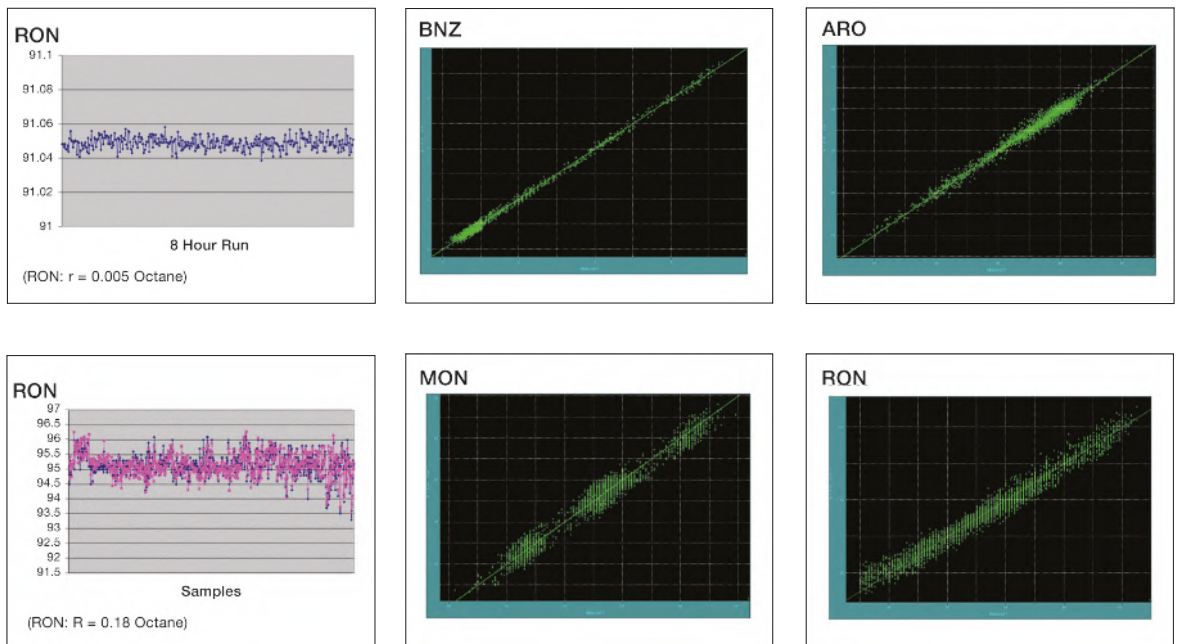 RON
91.1
91.08
91.06
91.04
91.02
91
8 Hour Run
(RON: r = 0.005 Octane)
BNZ
ARO
RON
97
96.5
96
95.5
95
94.5
94
93.5
93
92.5
92
91.5
Samples
(RON: R = 0.18 Octane)
MON
RON